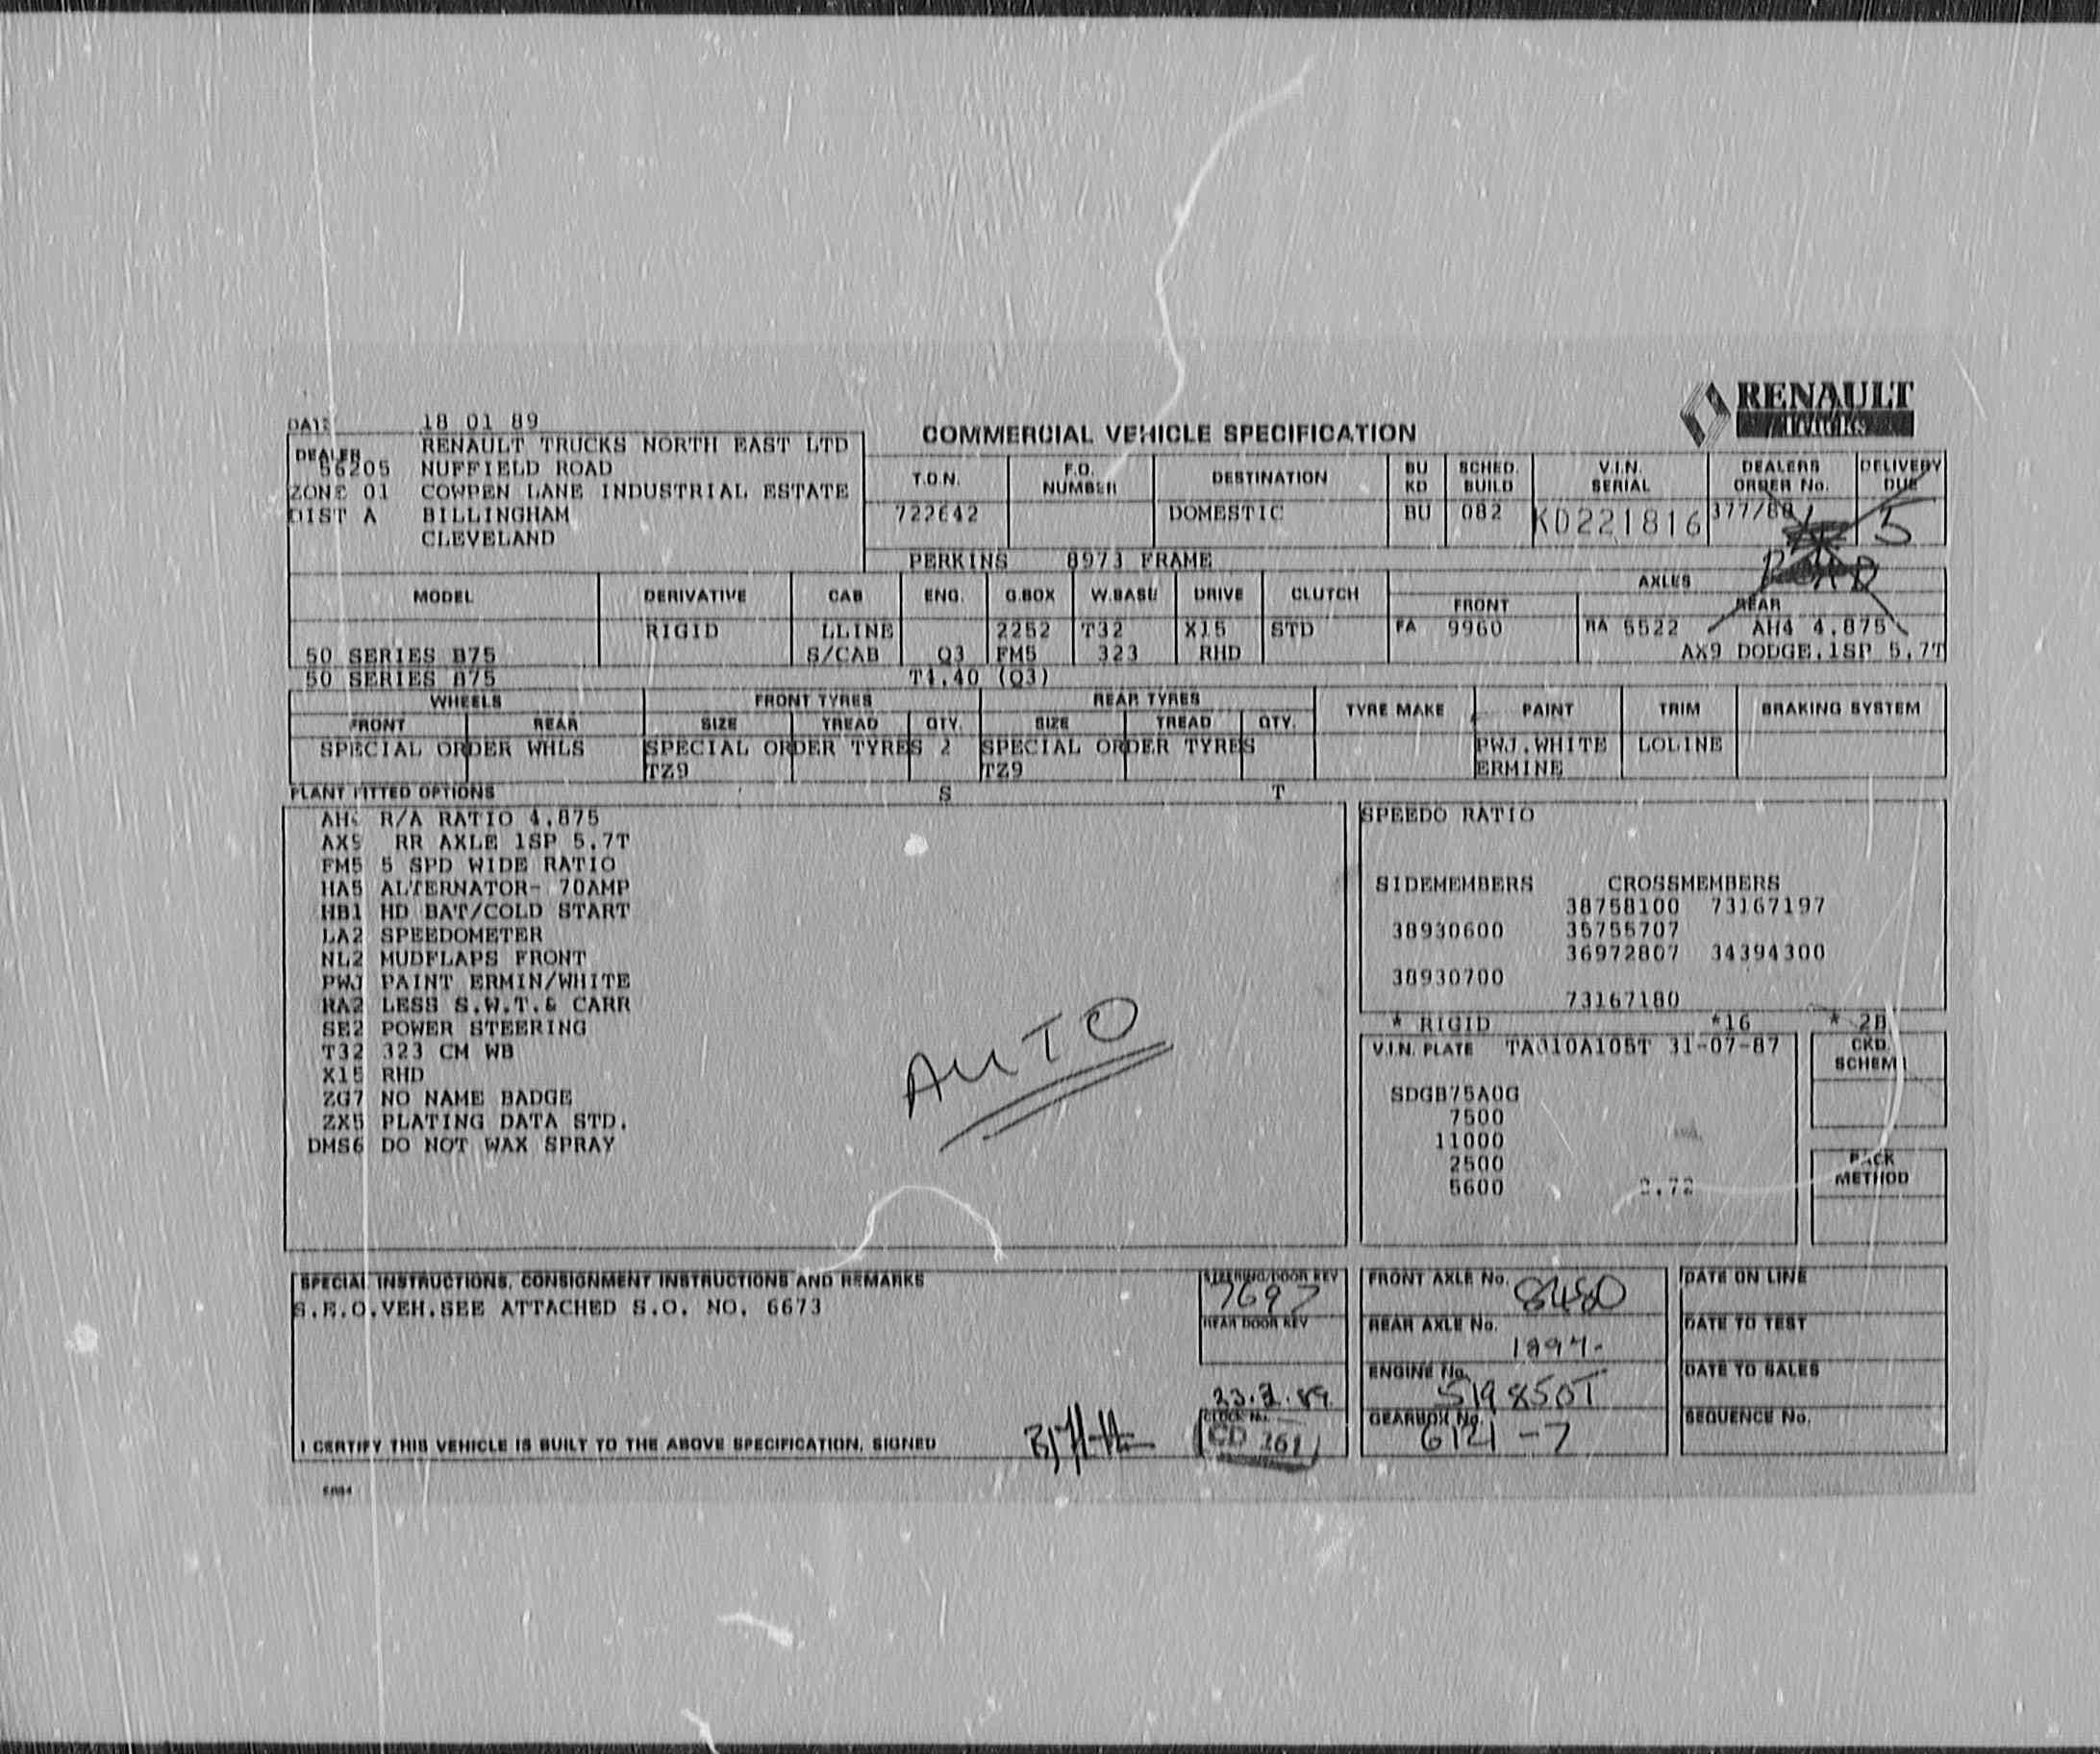 RENAULT
TRUCKS
DATE 18 01 89
COMMERCIAL VEHICLE SPECIFICATION
DEALER RENAULT TRUCKS NORTH EAST LTD
56205 NUFFIELD ROAD
ZONE 01 COWPEN LANE INDUSTRIAL ESTATE
DIST A BILLINGHAM
CLEVELAND
T.O.N. F.O. NUMBER DESTINATION BU KD SCHED. BUILD V.I.N. SERIAL DEALERS ORDER No. DELIVERY DUE
722642 DOMESTIC BU 082 KD221816 377/88 5
PERKINS 8973 FRAME
MODEL DERIVATIVE CAB ENG. G.BOX W.BASE DRIVE CLUTCH AXLES
FRONT REAR
RIGID LLINE 2252 T32 X15 STD FA 9960 RA 5522 AH4 4.875
50 SERIES B75 S/CAB Q3 FM5 323 RHD AX9 DODGE.1SP 5.7T
50 SERIES B75 T4.40 (Q3)
WHEELS FRONT TYRES REAR TYRES TYRE MAKE PAINT TRIM BRAKING SYSTEM
FRONT REAR SIZE TREAD QTY. SIZE TREAD QTY.
SPECIAL ORDER WHLS SPECIAL ORDER TYRES 2 SPECIAL ORDER TYRES PWJ.WHITE LOLINE
TZ9 TZ9 ERMINE
PLANT FITTED OPTIONS S T
AH4 R/A RATIO 4.875
AX9 RR AXLE 1SP 5.7T
FM5 5 SPD WIDE RATIO
HA5 ALTERNATOR- 70AMP
HB1 HD BAT/COLD START
LA2 SPEEDOMETER
NL2 MUDFLAPS FRONT
PWJ PAINT ERMIN/WHITE
RA2 LESS S.W.T.& CARR
SE2 POWER STEERING
T32 323 CM WB
X15 RHD
ZG7 NO NAME BADGE
ZX5 PLATING DATA STD.
DMS6 DO NOT WAX SPRAY
AUTO
SPEEDO RATIO
SIDEMEMBERS CROSSMEMBERS
38758100 73167197
38930600 35755707
36972807 34394300
38930700
73167180
* RIGID *16 * 2B
V.I.N. PLATE TA010A105T 31-07-87
SDGB75A0G
7500
11000
2500
5600 3.72
CKD SCHEM
PACK METHOD
SPECIAL INSTRUCTIONS, CONSIGNMENT INSTRUCTIONS AND REMARKS
S.E.O.VEH.SEE ATTACHED S.O. NO. 6673
STEERING/DOOR KEY
7697
REAR DOOR KEY
23.2.89
CLOCK No.
CD 261
I CERTIFY THIS VEHICLE IS BUILT TO THE ABOVE SPECIFICATION, SIGNED
FRONT AXLE No. 8480
REAR AXLE No.
ENGINE No. 519850T
GEARBOX No. 6121-7
DATE ON LINE
DATE TO TEST
DATE TO SALES
SEQUENCE No.